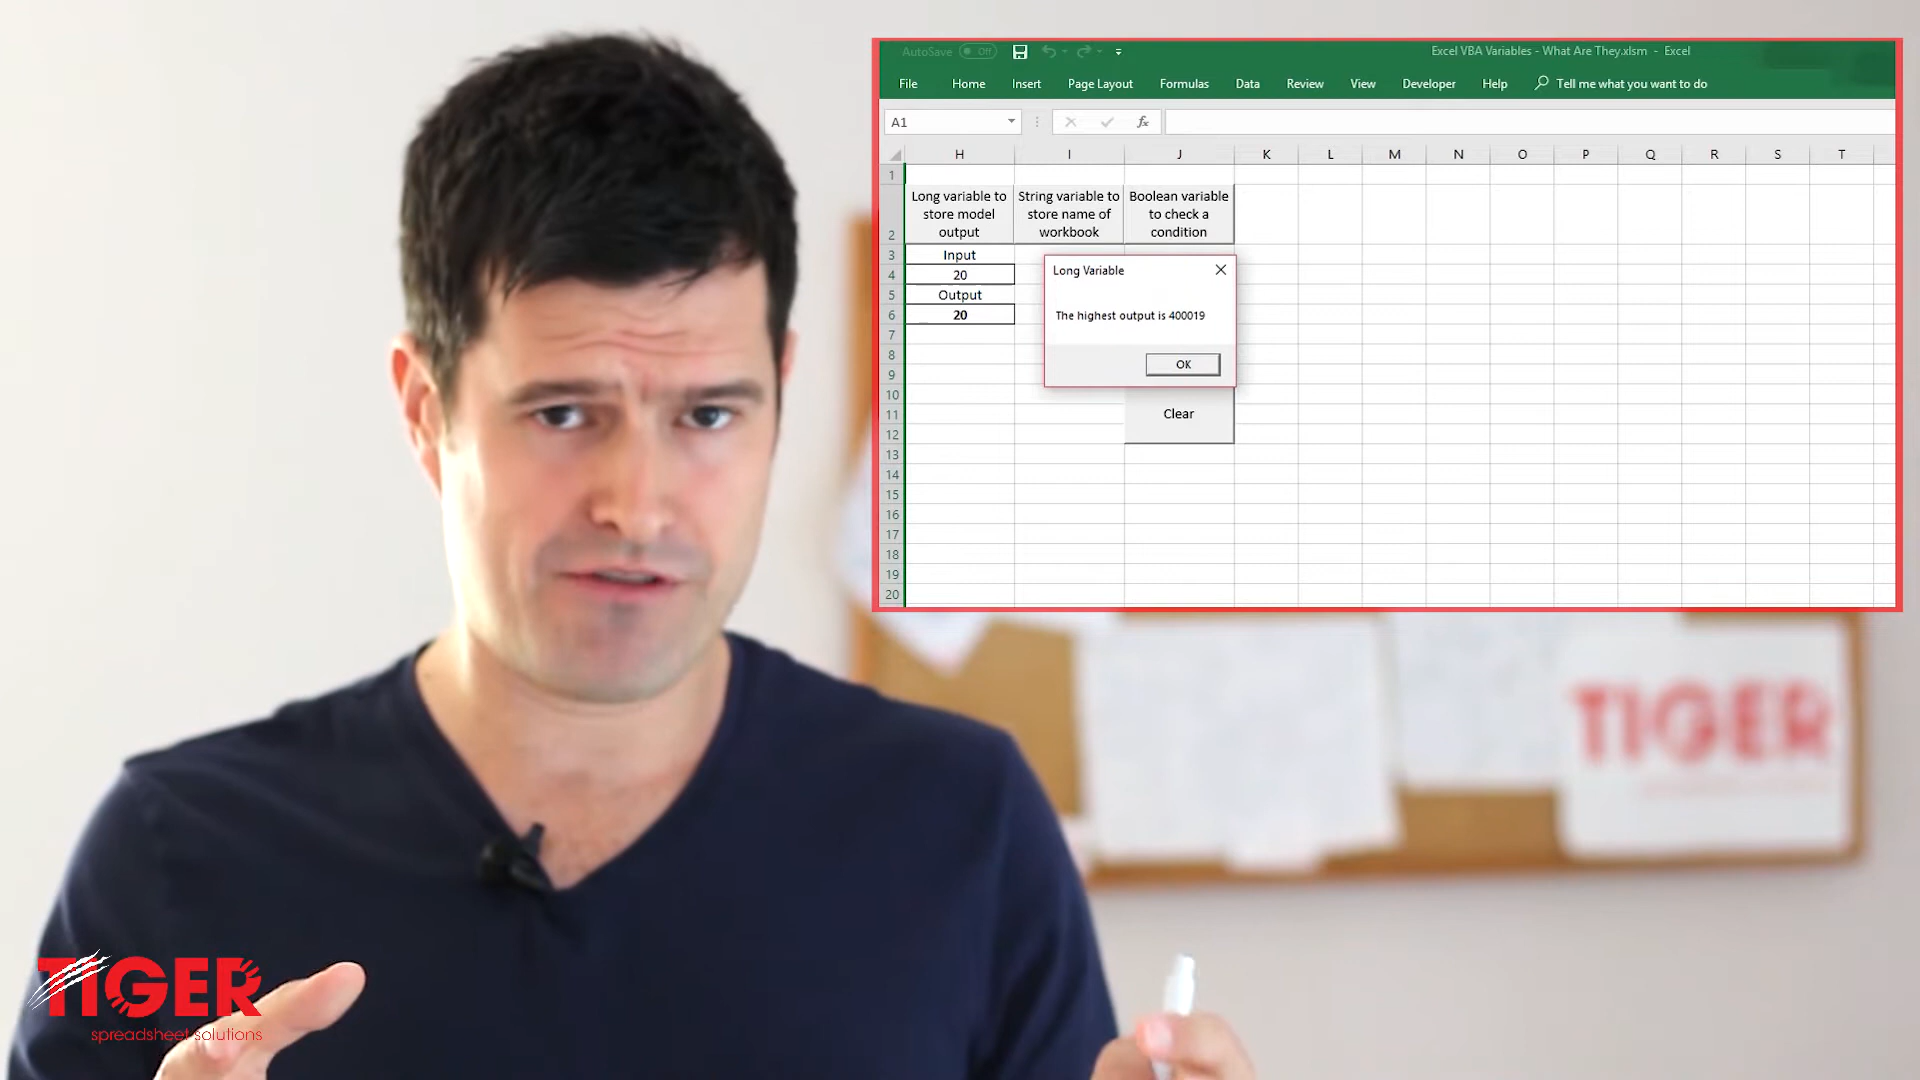 AutoSave Off
Excel VBA Variables - What Are They.xlsm - Excel
File Home Insert Page Layout Formulas Data Review View Developer Help Tell me what you want to do
A1 fx
H I J K L M N O P Q R S T
1
Long variable to store model output
String variable to store name of workbook
Boolean variable to check a condition
2
3 Input
4 20
5 Output
6 20
Long Variable
The highest output is 400019
OK
7
8
9
10
11 Clear
12
13
14
15
16
17
18
19
20
TIGER
TIGER
spreadsheet solutions